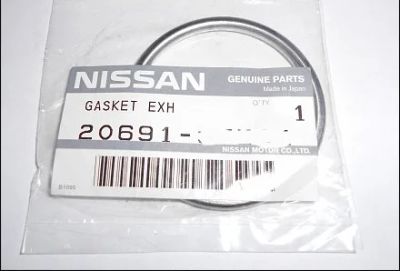 NISSAN
GENUINE PARTS
Made in Japan
GASKET EXH
Q'TY
1
20691-
NISSAN MOTOR CO.,LTD.